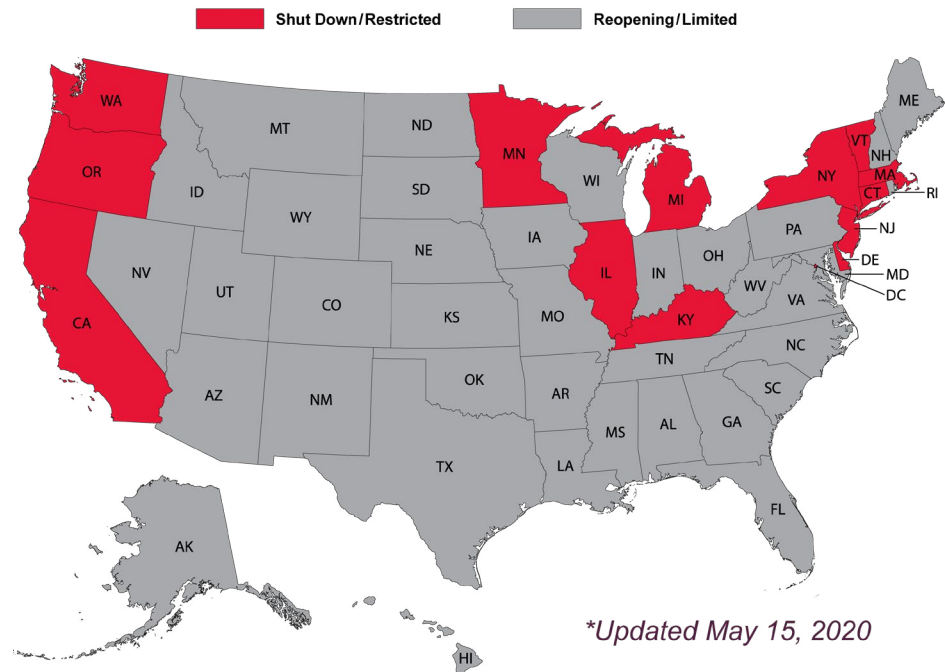 Shut Down/Restricted Reopening/Limited
WA
MT
ND
MN
ME
VT
NH
OR
ID
SD
WI
NY
MA
CT
RI
WY
MI
NJ
IA
PA
NE
NV
OH
DE
UT
IL
IN
MD
CO
WV
DC
CA
KS
MO
VA
KY
NC
TN
AZ
OK
NM
AR
SC
MS
AL
GA
TX
LA
FL
AK
*Updated May 15, 2020
HI